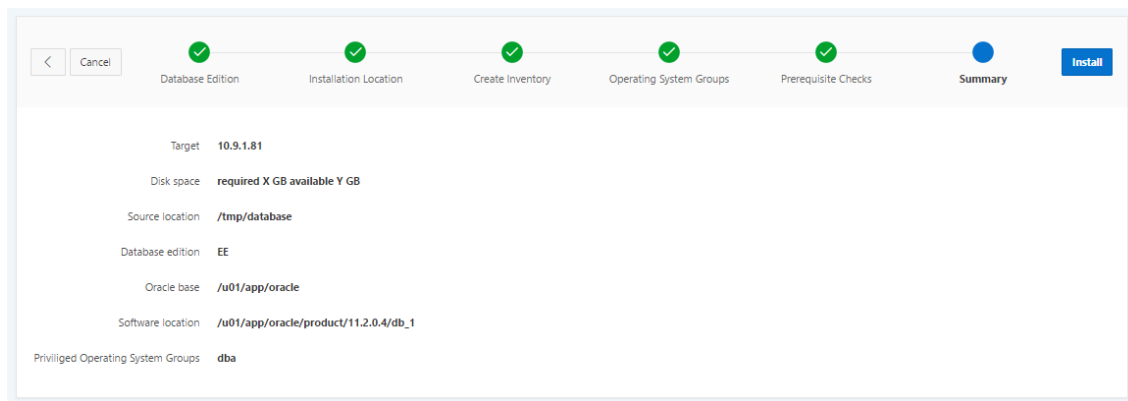 Cancel
Database Edition
Installation Location
Create Inventory
Operating System Groups
Prerequisite Checks
Summary
Install
Target 10.9.1.81
Disk space required X GB available Y GB
Source location /tmp/database
Database edition EE
Oracle base /u01/app/oracle
Software location /u01/app/oracle/product/11.2.0.4/db_1
Priviliged Operating System Groups dba